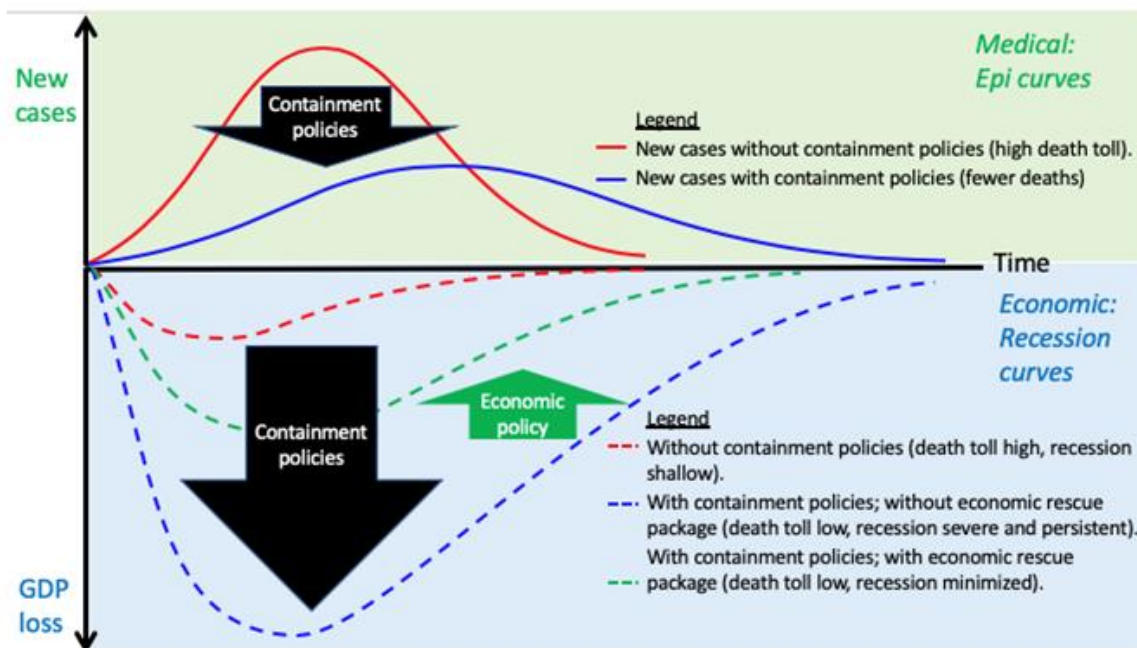 New
cases
Medical:
Epi curves
Containment
policies
Legend
New cases without containment policies (high death toll).
New cases with containment policies (fewer deaths)
Time
Economic:
Recession
curves
Containment
policies
Economic
policy
Legend
Without containment policies (death toll high, recession
shallow).
With containment policies; without economic rescue
package (death toll low, recession severe and persistent).
With containment policies; with economic rescue
package (death toll low, recession minimized).
GDP
loss